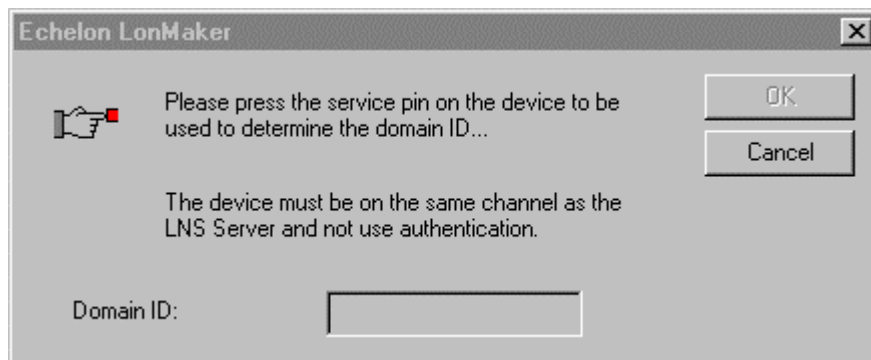 Echelon LonMaker
Please press the service pin on the device to be
used to determine the domain ID...
OK
Cancel
The device must be on the same channel as the
LNS Server and not use authentication.
Domain ID: